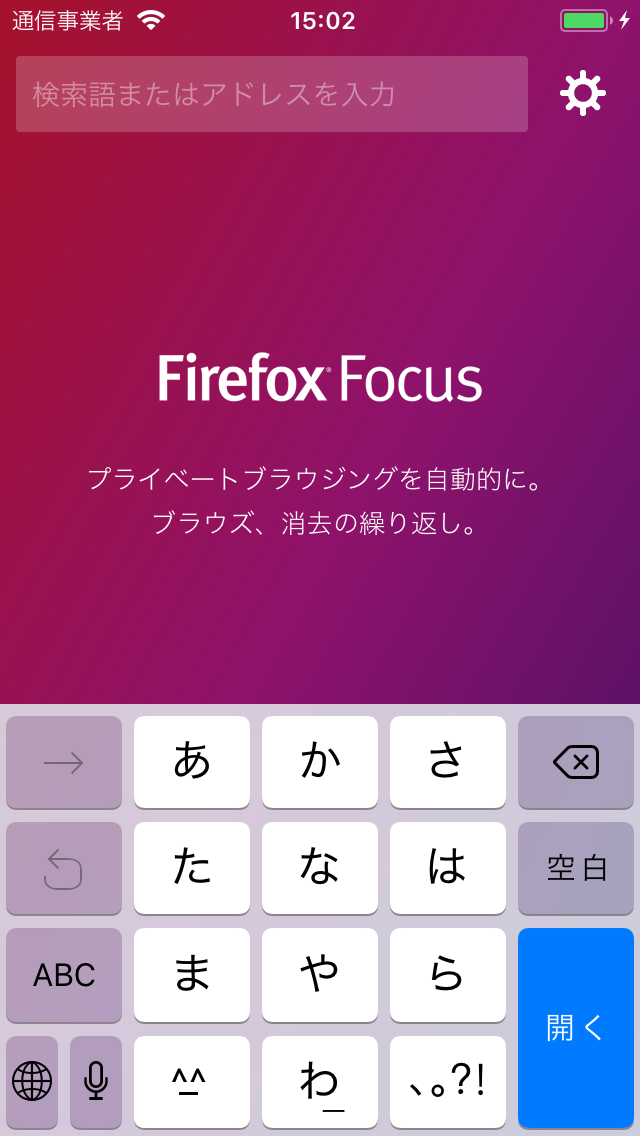 通信事業者 15:02
検索語またはアドレスを入力
Firefox® Focus
プライベートブラウジングを自動的に。
ブラウズ、消去の繰り返し。
→ あ か さ
た な は 空白
ABC ま や ら
開く
^^ わ 、。?!